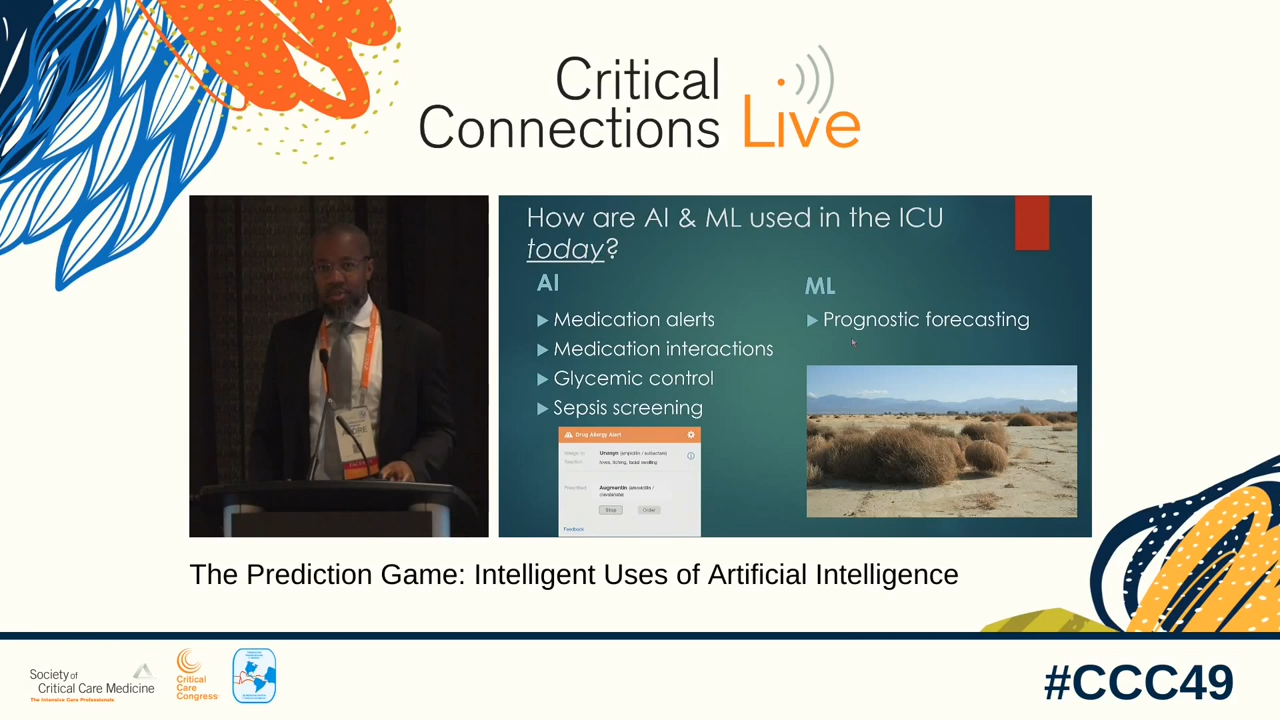 Critical
Connections Live
How are AI & ML used in the ICU
today?
AI
Medication alerts
Medication interactions
Glycemic control
Sepsis screening
ML
Prognostic forecasting
Drug Allergy Alert
Unasyn (ampicillin / sulbactam)
hives, itching, facial swelling
Prescribed:
Augmentin (amoxicillin /
clavulanate)
Stop
Order
Feedback
The Prediction Game: Intelligent Uses of Artificial Intelligence
Society of
Critical Care Medicine
The Intensive Care Professionals
Critical
Care
Congress
#CCC49